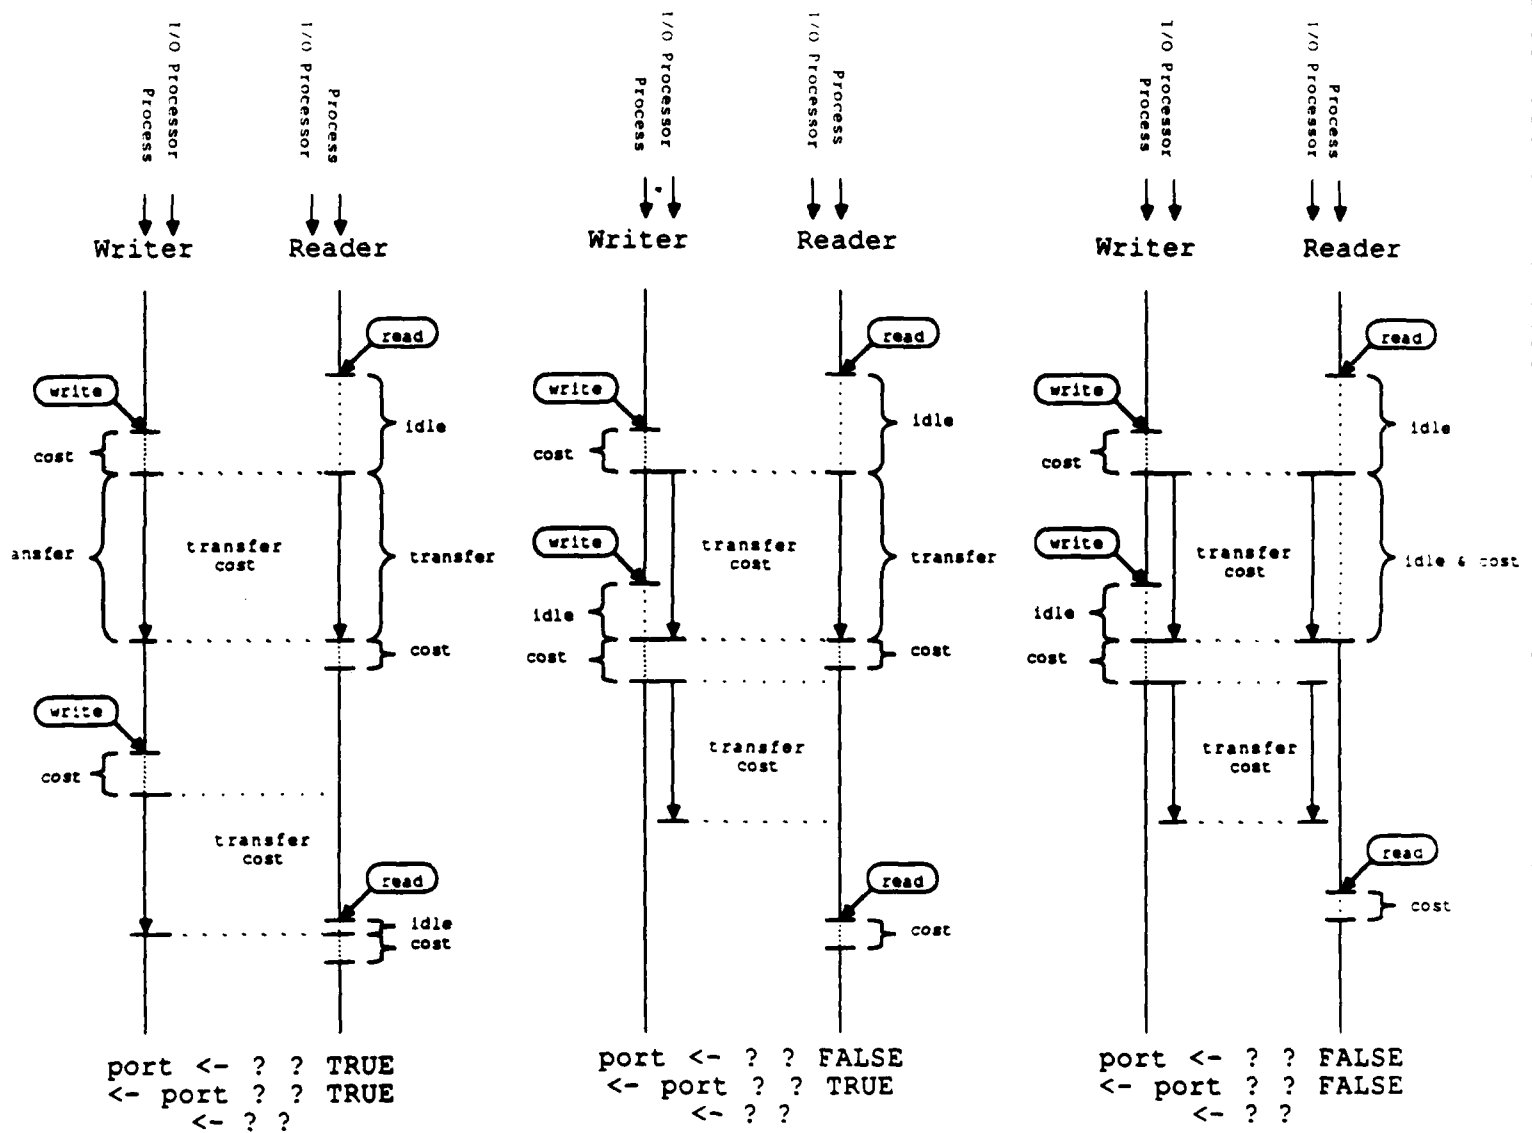 Process
I/O Processor
I/O Processor
Process
Writer
Reader
read
write
idle
cost
ansfer
transfer
cost
transfer
cost
write
cost
transfer
cost
read
idle
cost
port <- ? ? TRUE
<- port ? ? TRUE
<- ? ?
Process
I/O Processor
I/O Processor
Process
Writer
Reader
read
write
idle
cost
write
transfer
cost
transfer
idle
cost
cost
transfer
cost
read
cost
port <- ? ? FALSE
<- port ? ? TRUE
<- ? ?
Process
I/O Processor
I/O Processor
Process
Writer
Reader
read
write
idle
cost
write
transfer
cost
idle & cost
idle
cost
transfer
cost
read
cost
port <- ? ? FALSE
<- port ? ? FALSE
<- ? ?